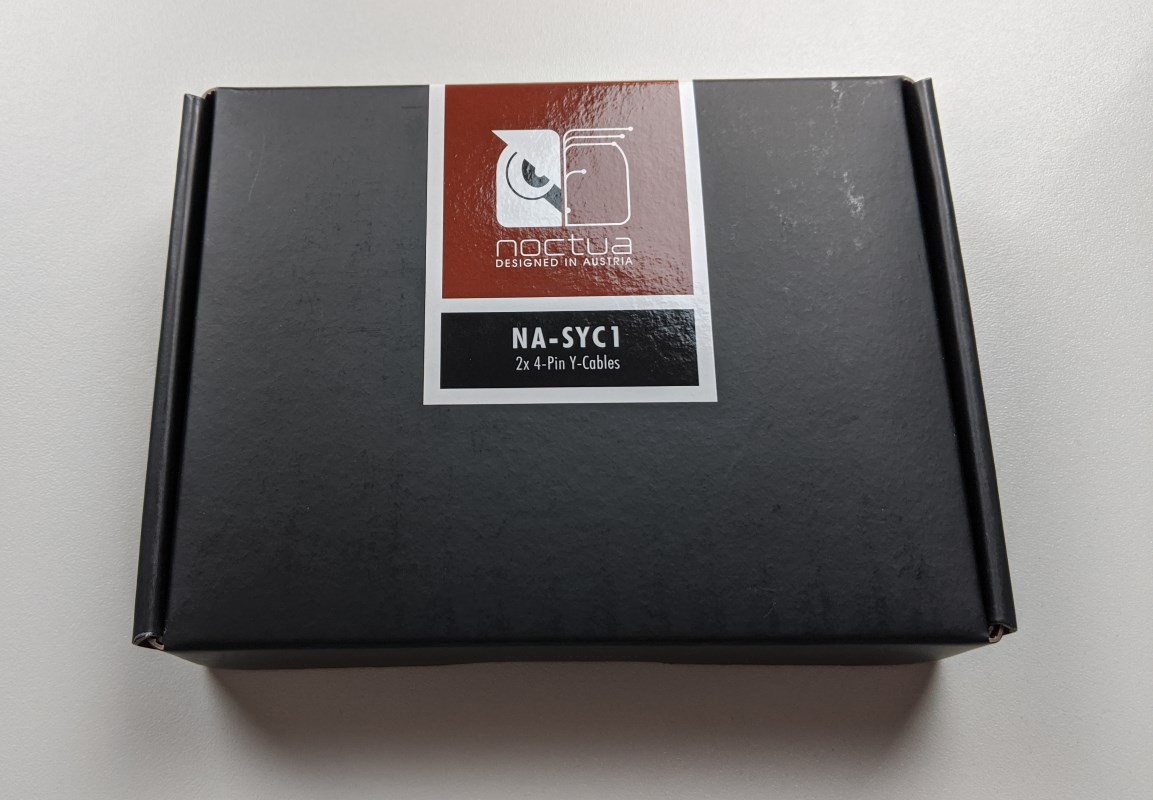 noctua
DESIGNED IN AUSTRIA
NA-SYC1
2x 4-Pin Y-Cables